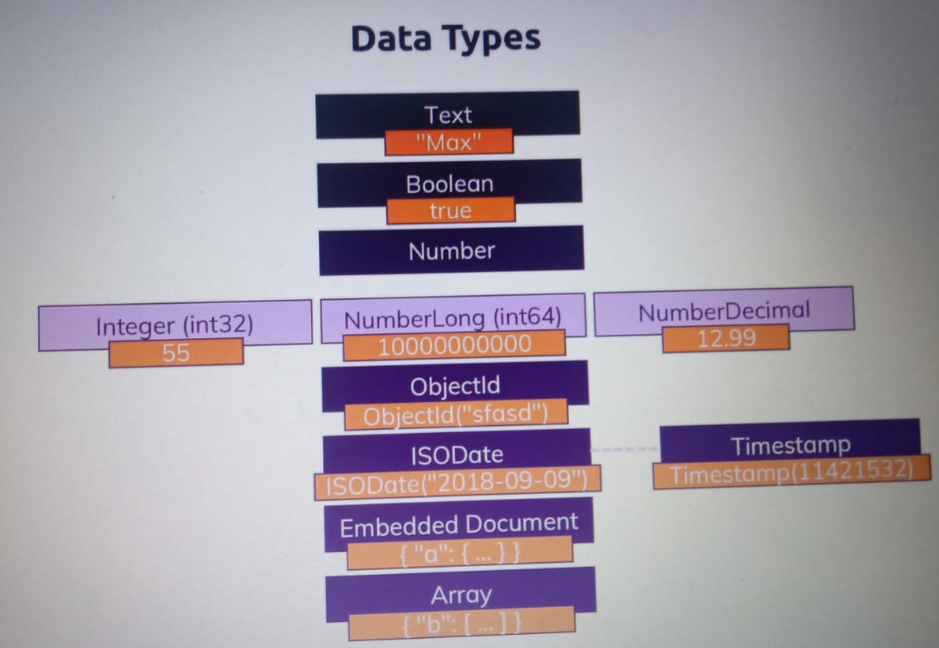 Data Types
Text
"Max"
Boolean
true
Number
Integer (int32)
55
NumberLong (int64)
10000000000
NumberDecimal
12.99
ObjectId
ObjectId("sfasd")
ISODate
ISODate("2018-09-09")
Timestamp
Timestamp(11421532)
Embedded Document
{ "a": { ... } }
Array
{ "b": [ ... ] }